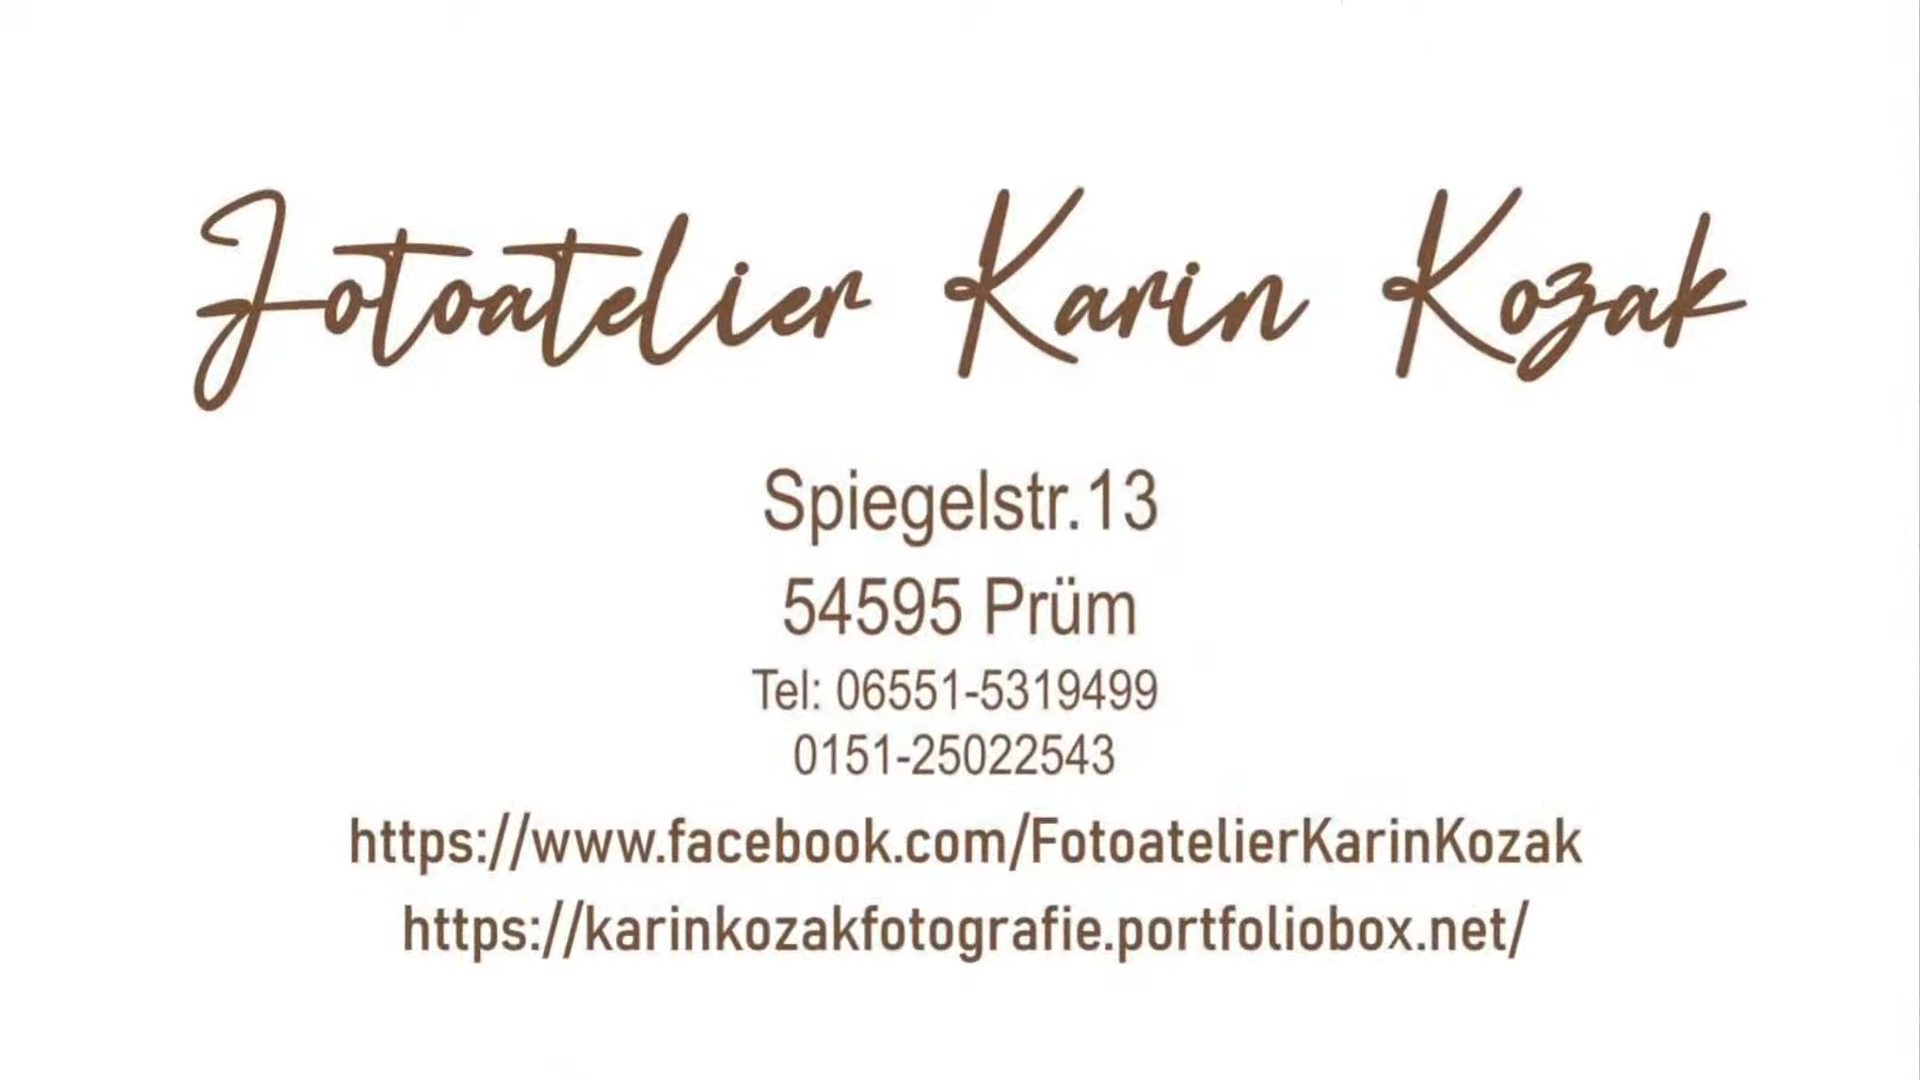 Fotoatelier Karin Kozak
Spiegelstr.13
54595 Prüm
Tel: 06551-5319499
0151-25022543
https://www.facebook.com/FotoatelierKarinKozak
https://karinkozakfotografie.portfoliobox.net/